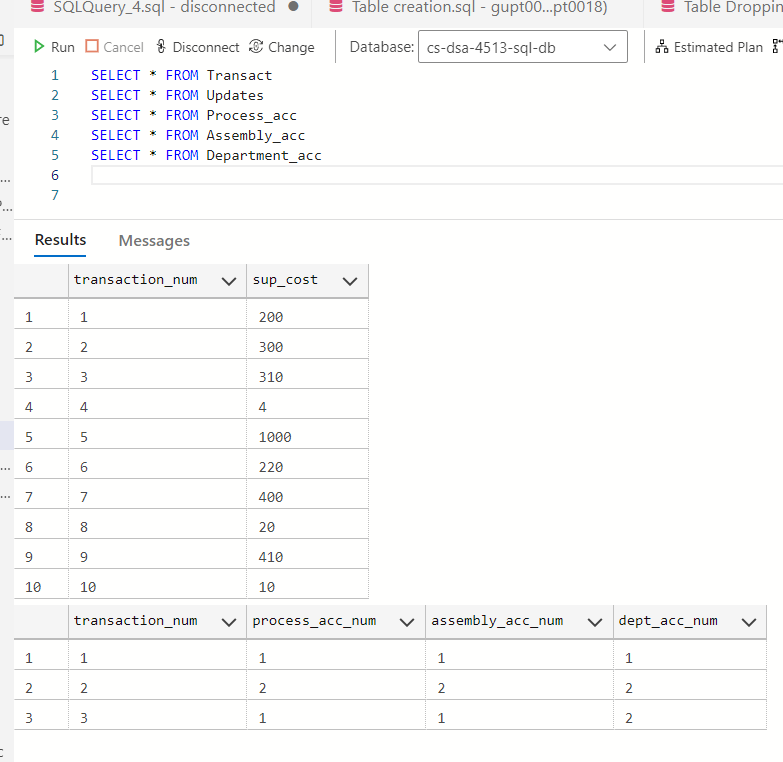 SQLQuery_4.sql - disconnected ● Table creation.sql - gupt00...pt0018) Table Droppin
Run Cancel Disconnect Change Database: cs-dsa-4513-sql-db Estimated Plan
1 SELECT * FROM Transact
2 SELECT * FROM Updates
3 SELECT * FROM Process_acc
4 SELECT * FROM Assembly_acc
5 SELECT * FROM Department_acc
6
7
Results Messages
transaction_num sup_cost
1 1 200
2 2 300
3 3 310
4 4 4
5 5 1000
6 6 220
7 7 400
8 8 20
9 9 410
10 10 10
transaction_num process_acc_num assembly_acc_num dept_acc_num
1 1 1 1 1
2 2 2 2 2
3 3 1 1 2